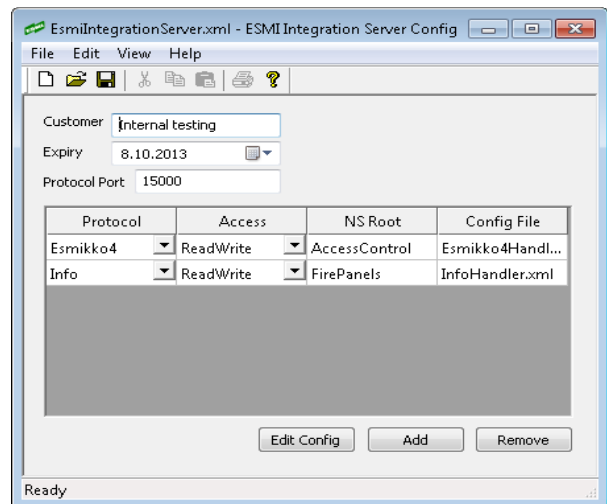 EsmiIntegrationServer.xml - ESMI Integration Server Config
File Edit View Help
Customer Internal testing
Expiry 8.10.2013
Protocol Port 15000
Protocol Access NS Root Config File
Esmikko4 ReadWrite AccessControl Esmikko4Handl...
Info ReadWrite FirePanels InfoHandler.xml
Edit Config Add Remove
Ready